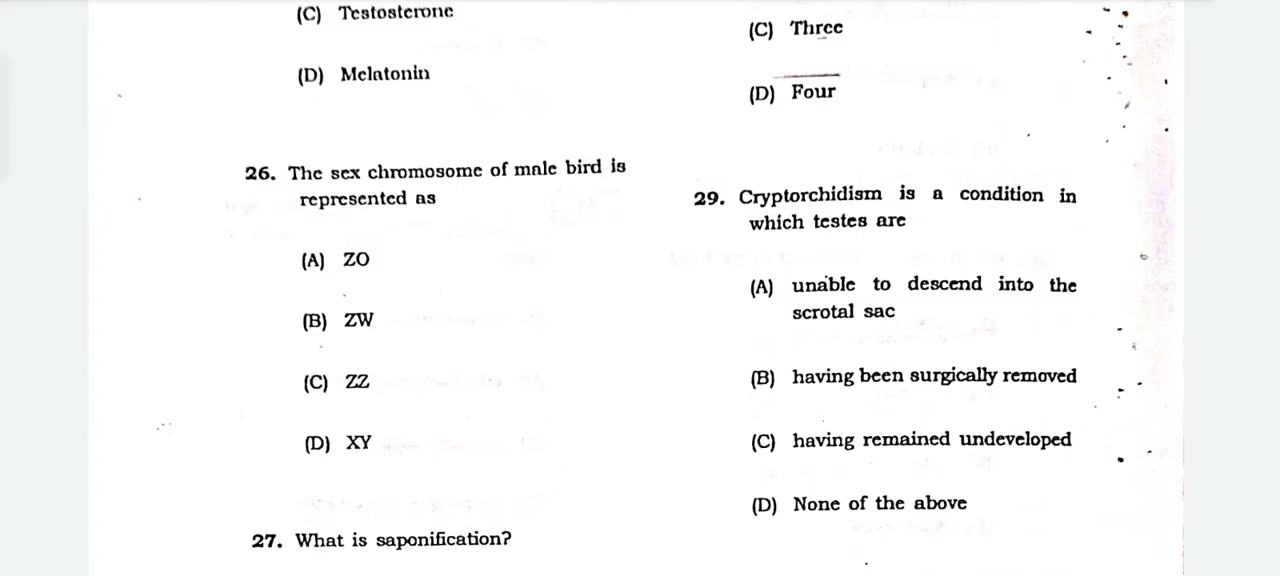 (C) Testosterone
(D) Melatonin
26. The sex chromosome of male bird is
represented as
(A) ZO
(B) ZW
(C) ZZ
(D) XY
27. What is saponification?
(C) Three
(D) Four
29. Cryptorchidism is a condition in
which testes are
(A) unable to descend into the
scrotal sac
(B) having been surgically removed
(C) having remained undeveloped
(D) None of the above